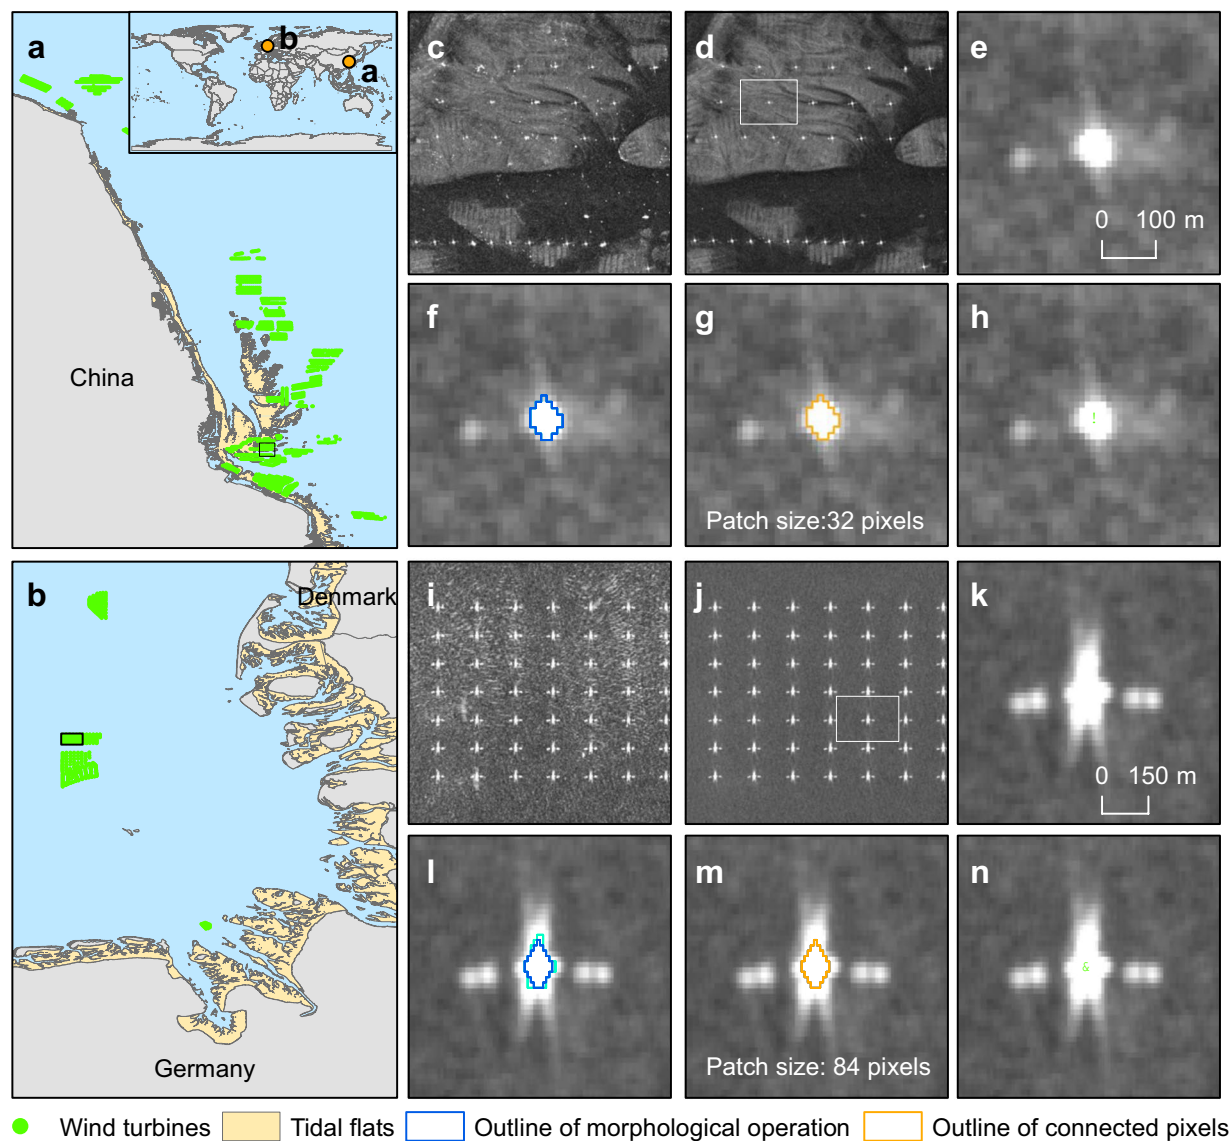 a
b
a
China
c
d
e
0 100 m
f
g
Patch size:32 pixels
h
!
b
Denmark
Germany
i
j
k
0 150 m
l
m
Patch size: 84 pixels
n
&
Wind turbines Tidal flats Outline of morphological operation Outline of connected pixels